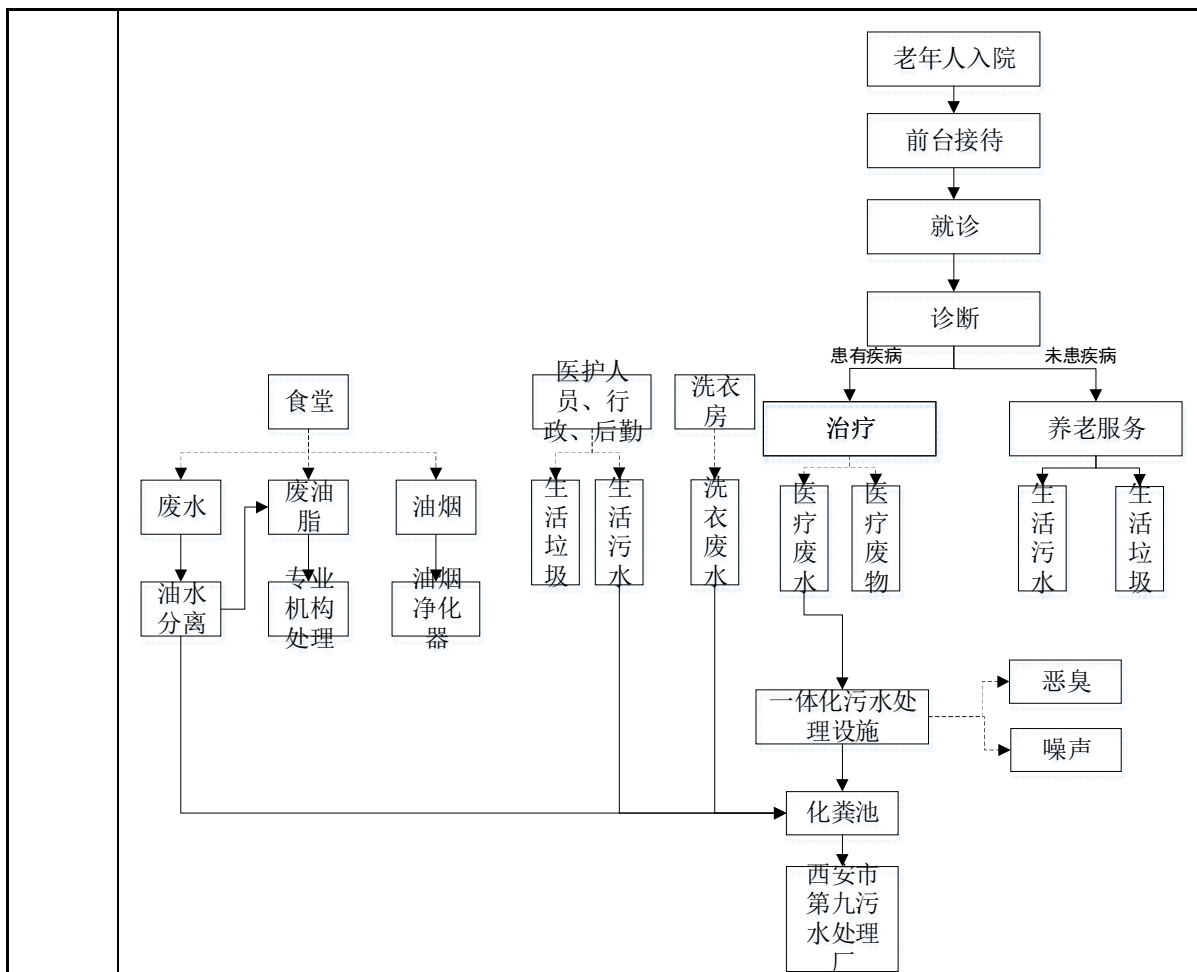 老年人入院
前台接待
就诊
诊断
患有疾病
未患疾病
食堂
医护人
员、行
政、后勤
洗衣
房
治疗
养老服务
废水
废油
脂
油烟
生
活
垃
圾
生
活
污
水
洗
衣
废
水
医
疗
废
水
医
疗
废
物
生
活
污
水
生
活
垃
圾
油水
分离
专业
机构
处理
油烟
净化
器
一体化污水处
理设施
恶臭
噪声
化粪池
西安市
第九污
水处理
厂